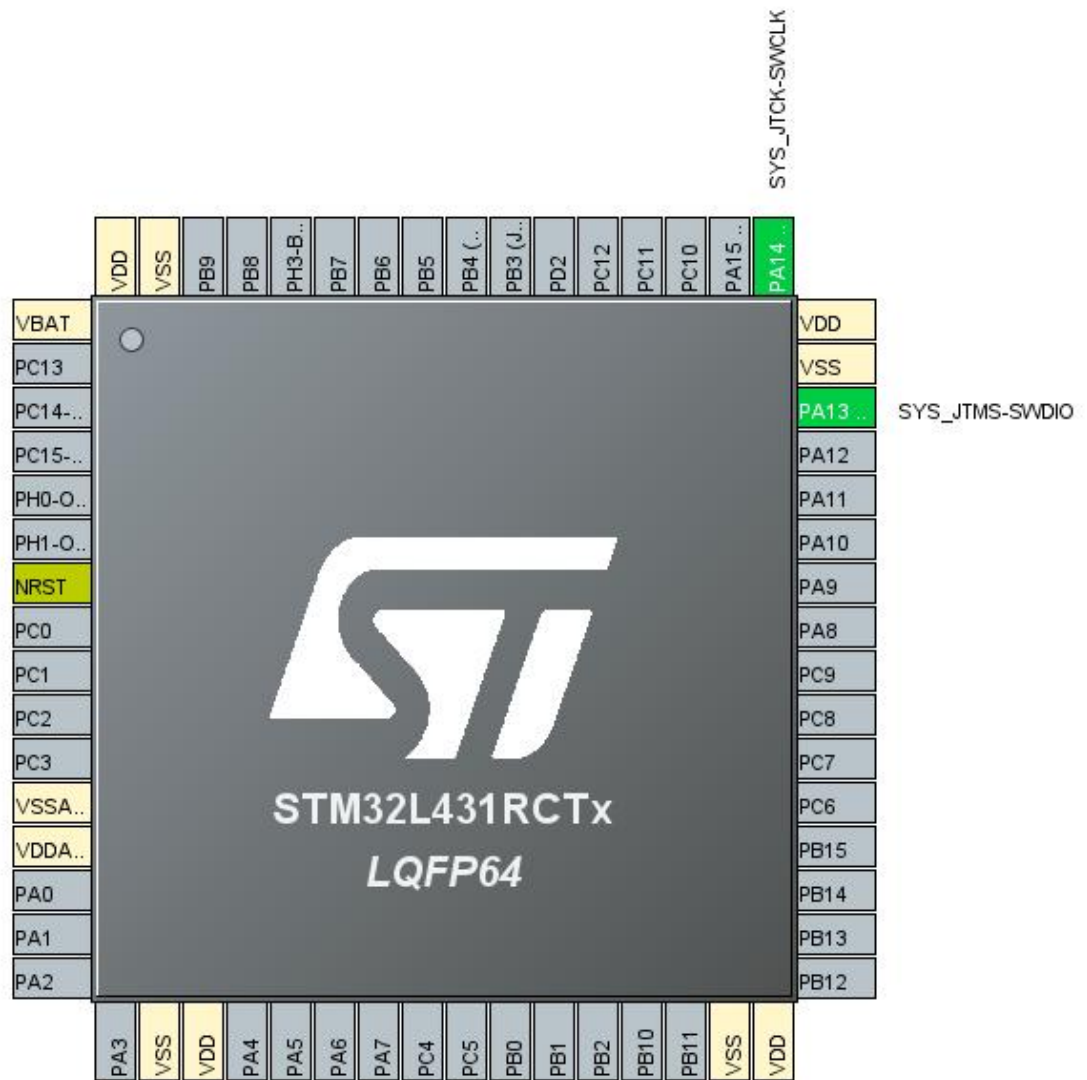 SYS_JTCK-SWCLK
VDD
VSS
PB9
PB8
PH3-B..
PB7
PB6
PB5
PB4 (..
PB3 (J..
PD2
PC12
PC11
PC10
PA15 ..
PA14 ..
VBAT
PC13
PC14-..
PC15-..
PH0-O..
PH1-O..
NRST
PC0
PC1
PC2
PC3
VSSA..
VDDA..
PA0
PA1
PA2
VDD
VSS
PA13 ..
SYS_JTMS-SWDIO
PA12
PA11
PA10
PA9
PA8
PC9
PC8
PC7
PC6
PB15
PB14
PB13
PB12
ST
STM32L431RCTx
LQFP64
PA3
VSS
VDD
PA4
PA5
PA6
PA7
PC4
PC5
PB0
PB1
PB2
PB10
PB11
VSS
VDD